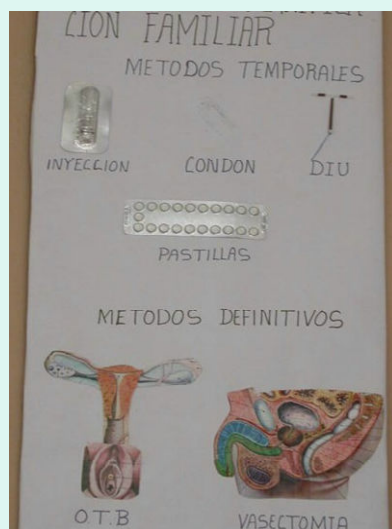 CION FAMILIAR
METODOS TEMPORALES
INYECCION CONDON DIU
PASTILLAS
METODOS DEFINITIVOS
O.T.B VASECTOMIA